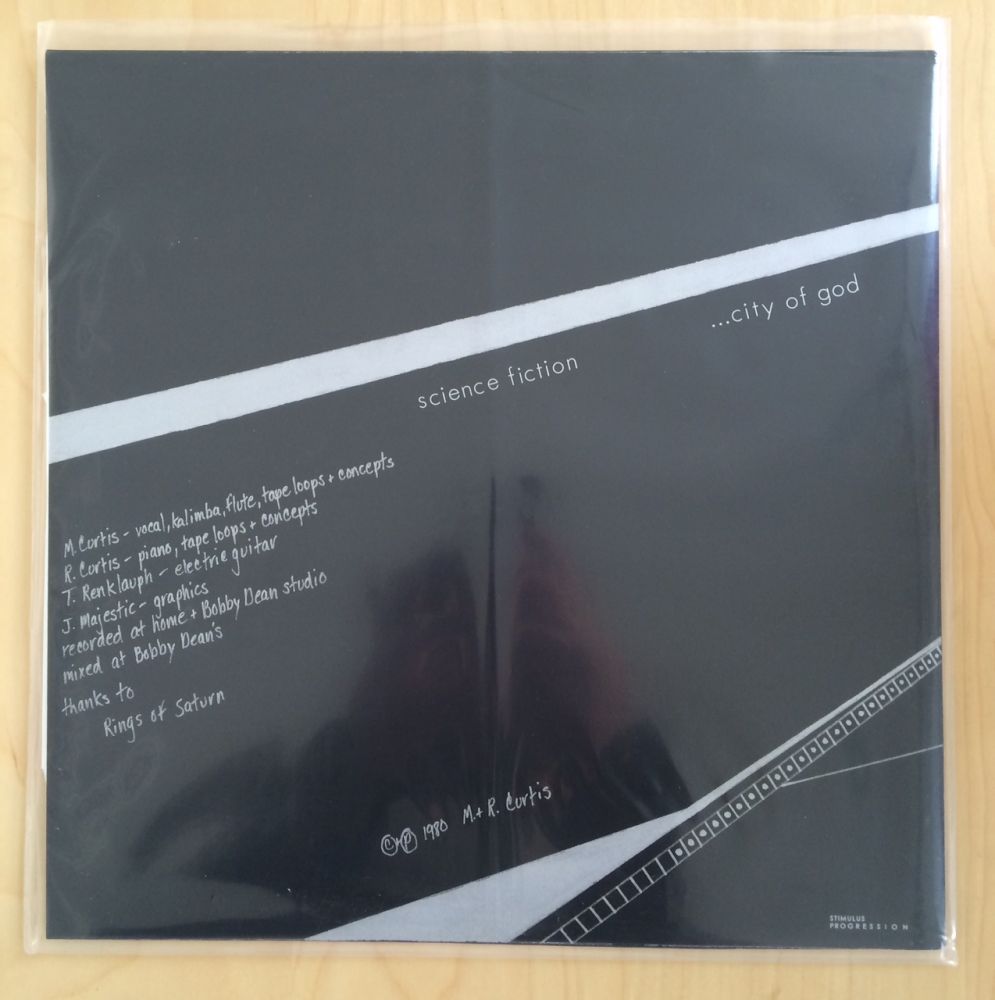 ...city of god
science fiction
M. Curtis - vocal, kalimba, flute, tape loops + concepts
R. Curtis - piano, tape loops + concepts
T. Renklauph - electric guitar
J. Majestic - graphics
recorded at home + Bobby Dean studio
mixed at Bobby Dean's
thanks to
Rings of Saturn
©+℗ 1980 M.+R. Curtis
STIMULUS
PROGRESSION